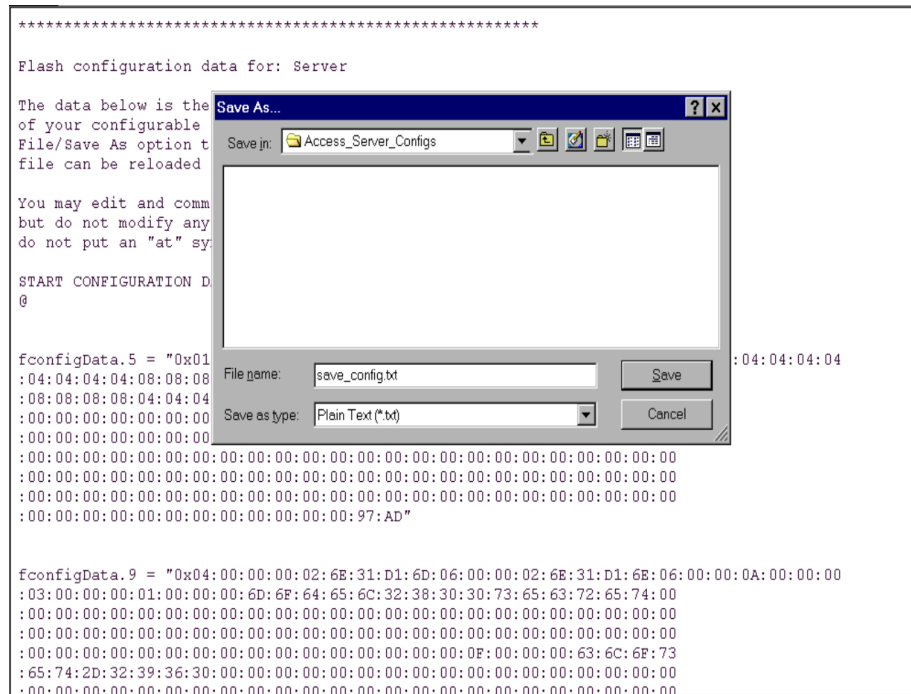 ********************************************************
Flash configuration data for: Server
The data below is the
of your configurable
File/Save As option t
file can be reloaded
You may edit and comm
but do not modify any
do not put an "at" sy
START CONFIGURATION D
@
Save As...
Save in: Access_Server_Configs
File name: save_config.txt
Save
Save as type: Plain Text (*.txt)
Cancel
fconfigData.5 = "0x01 :04:04:04:04
:04:04:04:04:08:08:08
:08:08:08:08:04:04:04
:00:00:00:00:00:00:00
:00:00:00:00:00:00:00
:00:00:00:00:00:00:00:00:00:00:00:00:00:00:00:00:00:00:00:00:00:00:00:00
:00:00:00:00:00:00:00:00:00:00:00:00:00:00:00:00:00:00:00:00:00:00:00:00
:00:00:00:00:00:00:00:00:00:00:00:00:00:00:00:00:00:00:00:00:00:00:00:00
:00:00:00:00:00:00:00:00:00:00:00:00:97:AD"
fconfigData.9 = "0x04:00:00:00:02:6E:31:D1:6D:06:00:00:02:6E:31:D1:6E:06:00:00:0A:00:00:00
:03:00:00:00:01:00:00:00:6D:6F:64:65:6C:32:38:30:30:73:65:63:72:65:74:00
:00:00:00:00:00:00:00:00:00:00:00:00:00:00:00:00:00:00:00:00:00:00:00:00
:00:00:00:00:00:00:00:00:00:00:00:00:00:00:00:00:00:00:00:00:00:00:00:00
:00:00:00:00:00:00:00:00:00:00:00:00:00:00:00:00:0F:00:00:00:63:6C:6F:73
:65:74:2D:32:39:36:30:00:00:00:00:00:00:00:00:00:00:00:00:00:00:00:00:00
:00:00:00:00:00:00:00:00:00:00:00:00:00:00:00:00:00:00:00:00:00:00:00:00